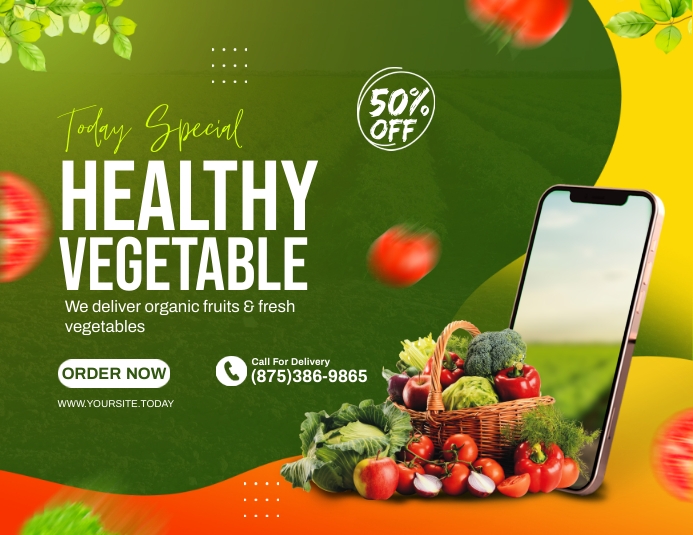 50%
OFF
Today Special
HEALTHY
VEGETABLE
We deliver organic fruits & fresh
vegetables
ORDER NOW
Call For Delivery
(875)386-9865
WWW.YOURSITE.TODAY